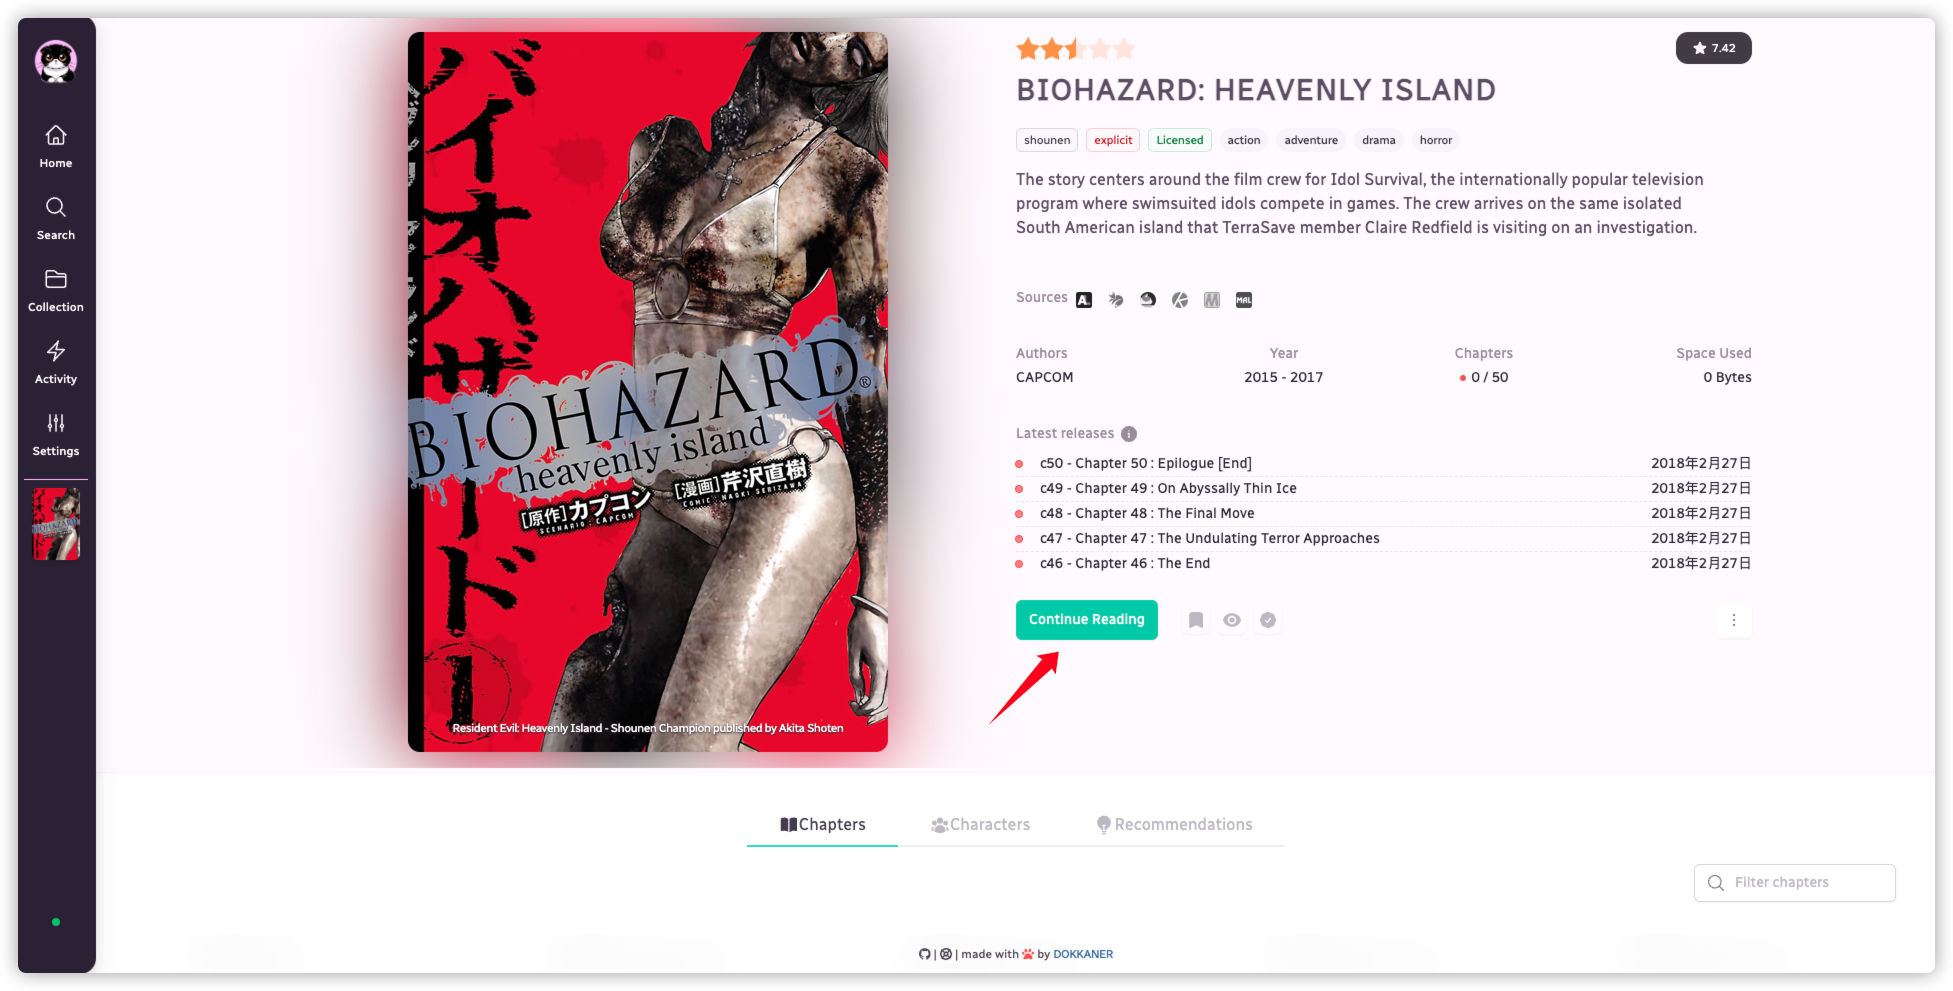 Home
Search
Collection
Activity
Settings
バイオハザード
1
BIOHAZARD®
heavenly island
[原作]カプコン
SCENARIO : CAPCOM
[漫画]芹沢直樹
COMIC : NAOKI SERIZAWA
Resident Evil: Heavenly Island - Shounen Champion published by Akita Shoten
7.42
BIOHAZARD: HEAVENLY ISLAND
shounen explicit Licensed action adventure drama horror
The story centers around the film crew for Idol Survival, the internationally popular television
program where swimsuited idols compete in games. The crew arrives on the same isolated
South American island that TerraSave member Claire Redfield is visiting on an investigation.
Sources A M MAL
Authors Year Chapters Space Used
CAPCOM 2015 - 2017 0 / 50 0 Bytes
Latest releases i
c50 - Chapter 50 : Epilogue [End] 2018年2月27日
c49 - Chapter 49 : On Abyssally Thin Ice 2018年2月27日
c48 - Chapter 48 : The Final Move 2018年2月27日
c47 - Chapter 47 : The Undulating Terror Approaches 2018年2月27日
c46 - Chapter 46 : The End 2018年2月27日
Continue Reading
Chapters Characters Recommendations
Filter chapters
| | made with by DOKKANER